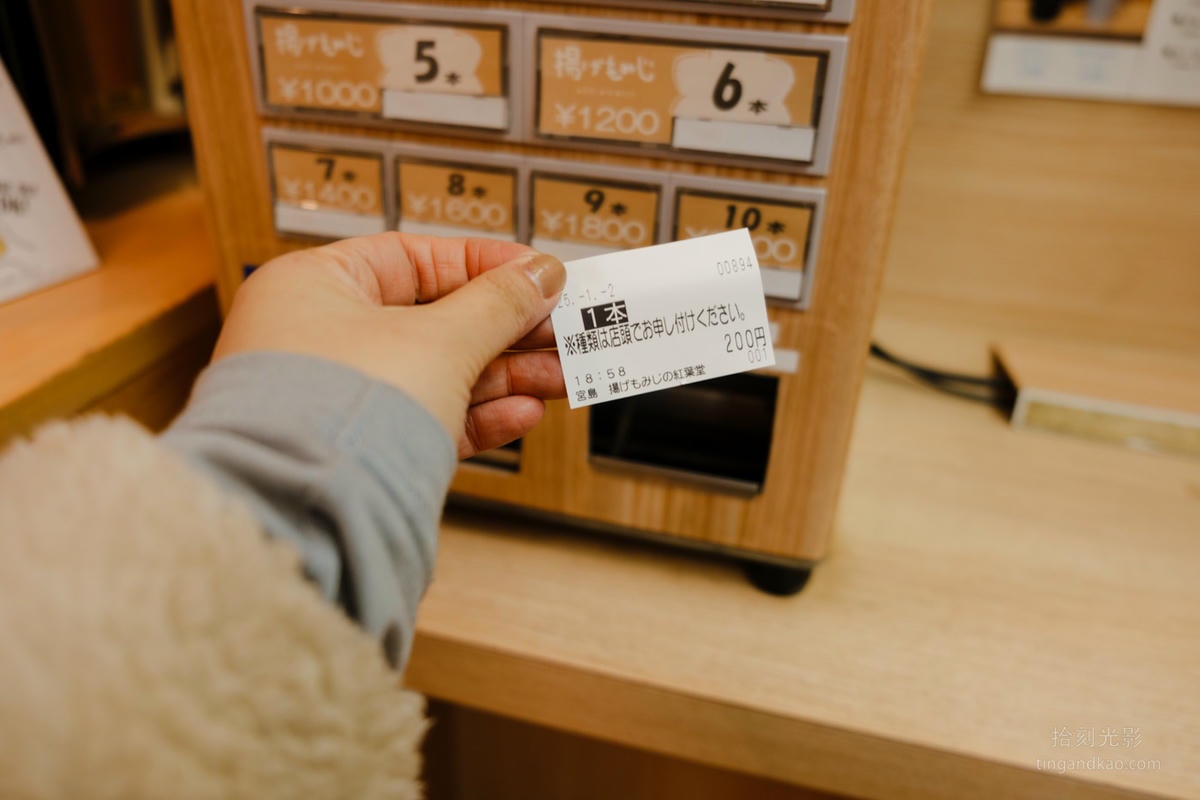 揚げもみじ
5本
¥1000
揚げもみじ
6本
¥1200
7本
¥1400
8本
¥1600
9本
¥1800
10本
00894
25.-1.-2
1本
※種類は店頭でお申し付けください。
200円
001
18:58
宮島 揚げもみじの紅葉堂
拾刻光影
tingandkao.com